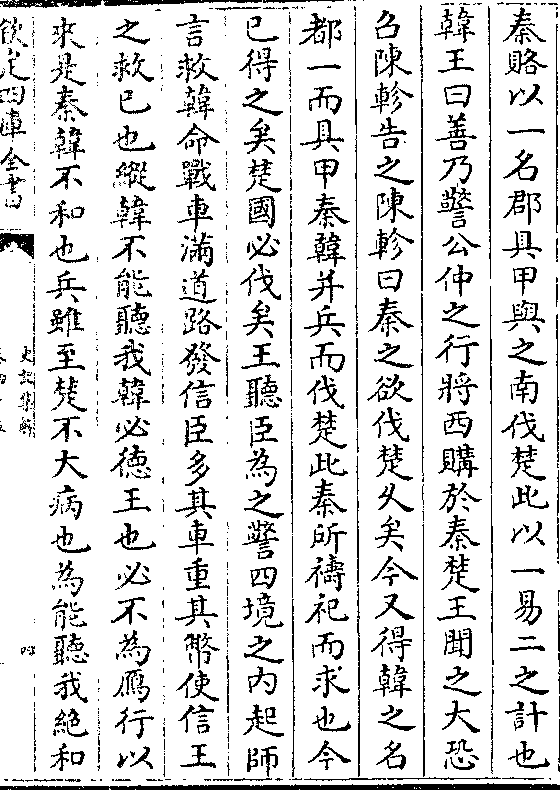 秦賂以一名郡具甲與之南伐楚此以一易二之計也
韓王曰善乃警公仲之行將西購於秦楚王聞之大恐
召陳軫告之陳軫曰秦之欲伐楚久矣今又得韓之名
都一而具甲秦韓并兵而伐楚此秦所禱祀而求也今
已得之矣楚國必伐矣王聽臣為之警四境之內起師
言救韓命戰車滿道路發信臣多其車重其幣使信王
之救已也縱韓不能聽我韓必德王也必不為鴈行以
來是秦韓不和也兵雖至楚不大病也為能聽我絕和
欽定四庫全書
史記集解